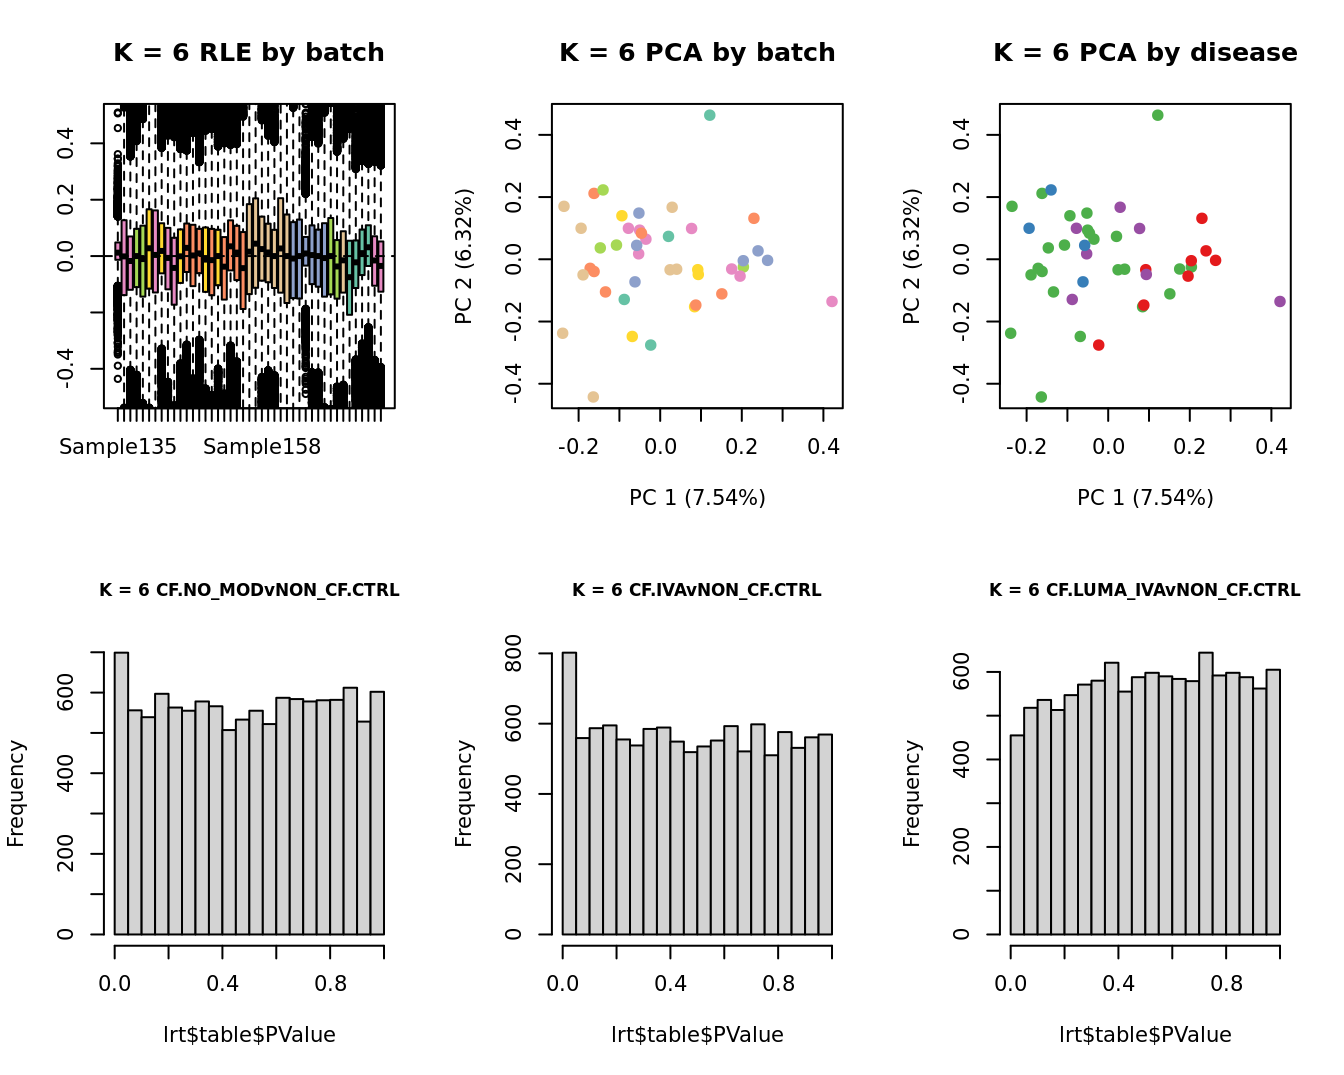 K = 6 RLE by batch
0.4
0.2
0.0
-0.4
Sample135 Sample158
K = 6 PCA by batch
PC 2 (6.32%)
0.4
0.2
0.0
-0.2
-0.4
-0.2 0.0 0.2 0.4
PC 1 (7.54%)
K = 6 PCA by disease
PC 2 (6.32%)
0.4
0.2
0.0
-0.2
-0.4
-0.2 0.0 0.2 0.4
PC 1 (7.54%)
K = 6 CF.NO_MODvNON_CF.CTRL
Frequency
600
400
200
0
0.0 0.4 0.8
lrt$table$PValue
K = 6 CF.IVAvNON_CF.CTRL
Frequency
800
600
400
200
0
0.0 0.4 0.8
lrt$table$PValue
K = 6 CF.LUMA_IVAvNON_CF.CTRL
Frequency
600
400
200
0
0.0 0.4 0.8
lrt$table$PValue